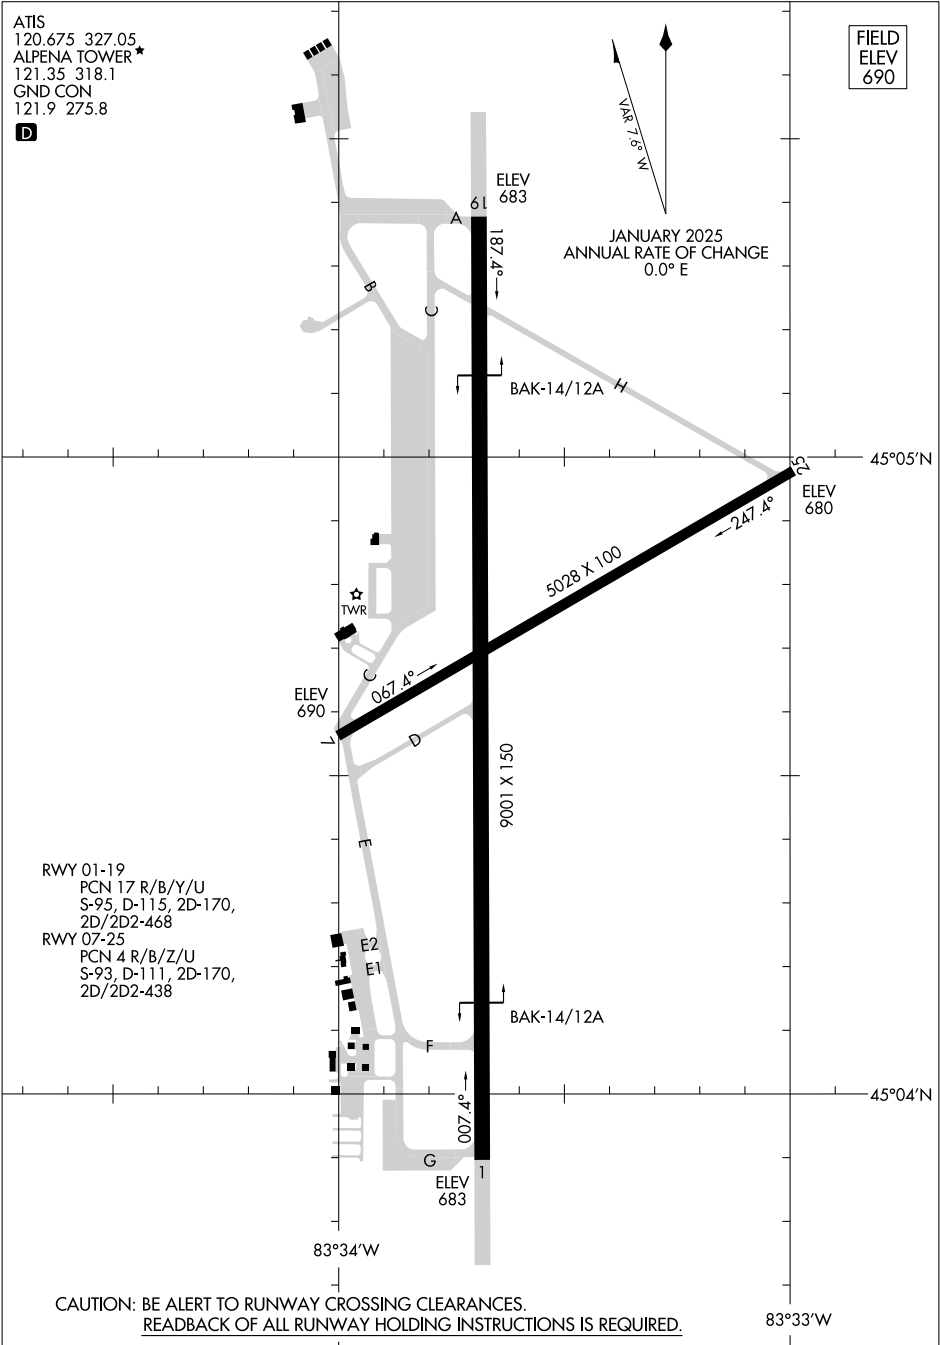 ATIS
120.675 327.05
ALPENA TOWER★
121.35 318.1
GND CON
121.9 275.8
D
FIELD
ELEV
690
VAR 7.6° W
JANUARY 2025
ANNUAL RATE OF CHANGE
0.0° E
ELEV
683
19
A
187.4°
B
C
H
BAK-14/12A
45°05'N
25
ELEV
680
247.4°
5028 X 100
TWR
C
067.4°
ELEV
690
7
D
9001 X 150
E
RWY 01-19
PCN 17 R/B/Y/U
S-95, D-115, 2D-170,
2D/2D2-468
RWY 07-25
PCN 4 R/B/Z/U
S-93, D-111, 2D-170,
2D/2D2-438
E2
E1
BAK-14/12A
F
45°04'N
007.4°
G
1
ELEV
683
83°34'W
CAUTION: BE ALERT TO RUNWAY CROSSING CLEARANCES.
READBACK OF ALL RUNWAY HOLDING INSTRUCTIONS IS REQUIRED.
83°33'W